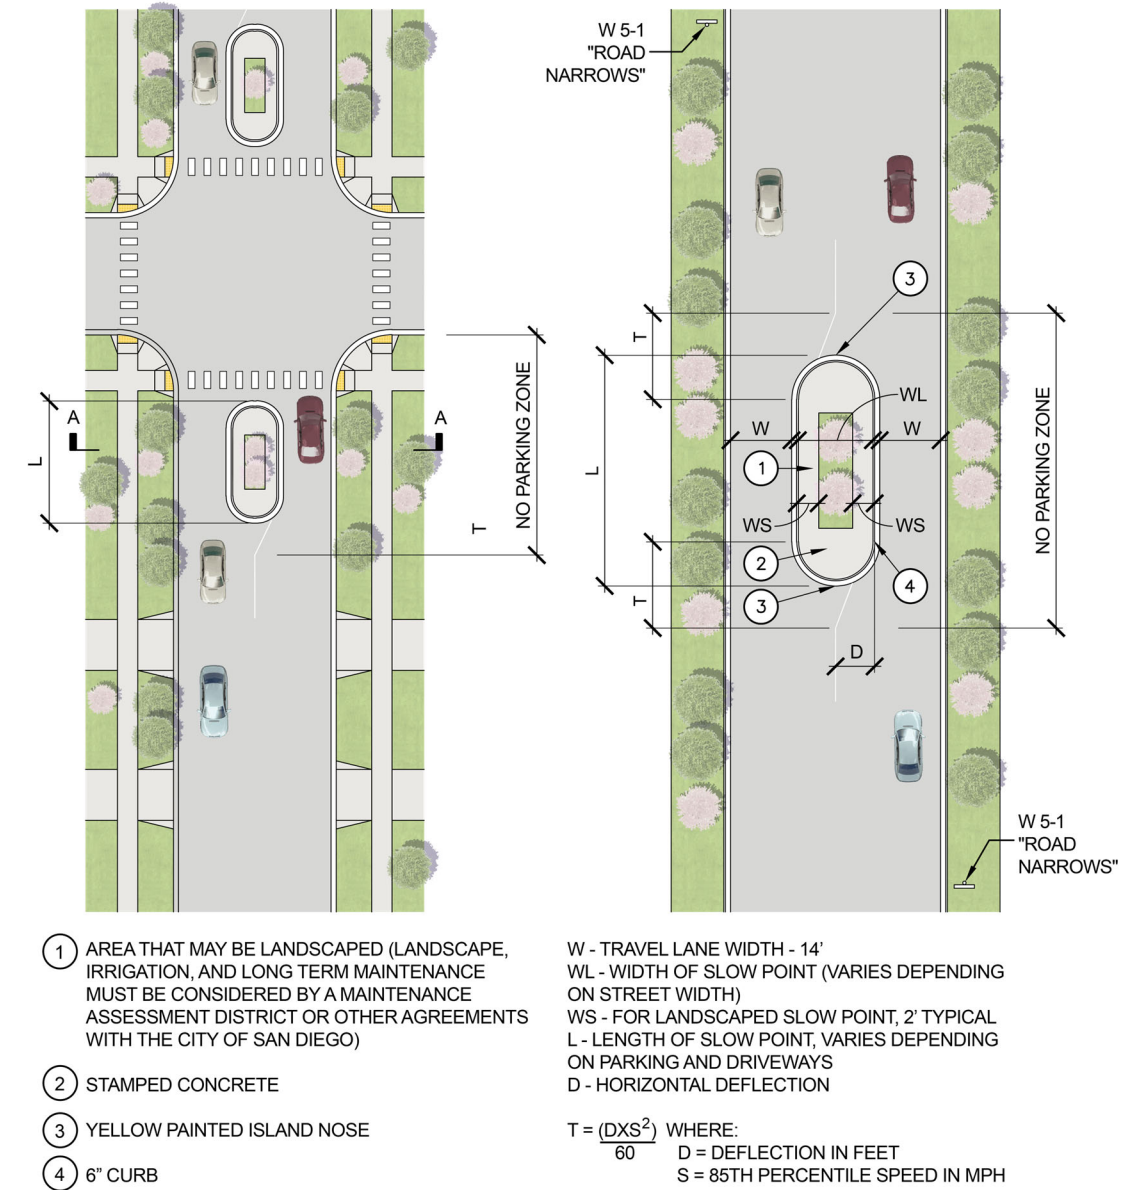 W 5-1
"ROAD
NARROWS"
A
A
L
T
NO PARKING ZONE
3
T
L
WL
W
W
1
WS
WS
2
4
3
T
D
NO PARKING ZONE
W 5-1
"ROAD
NARROWS"
1 AREA THAT MAY BE LANDSCAPED (LANDSCAPE,
IRRIGATION, AND LONG TERM MAINTENANCE
MUST BE CONSIDERED BY A MAINTENANCE
ASSESSMENT DISTRICT OR OTHER AGREEMENTS
WITH THE CITY OF SAN DIEGO)
2 STAMPED CONCRETE
3 YELLOW PAINTED ISLAND NOSE
4 6” CURB
W - TRAVEL LANE WIDTH - 14’
WL - WIDTH OF SLOW POINT (VARIES DEPENDING
ON STREET WIDTH)
WS - FOR LANDSCAPED SLOW POINT, 2’ TYPICAL
L - LENGTH OF SLOW POINT, VARIES DEPENDING
ON PARKING AND DRIVEWAYS
D - HORIZONTAL DEFLECTION
T = (DXS²) WHERE:
60 D = DEFLECTION IN FEET
S = 85TH PERCENTILE SPEED IN MPH